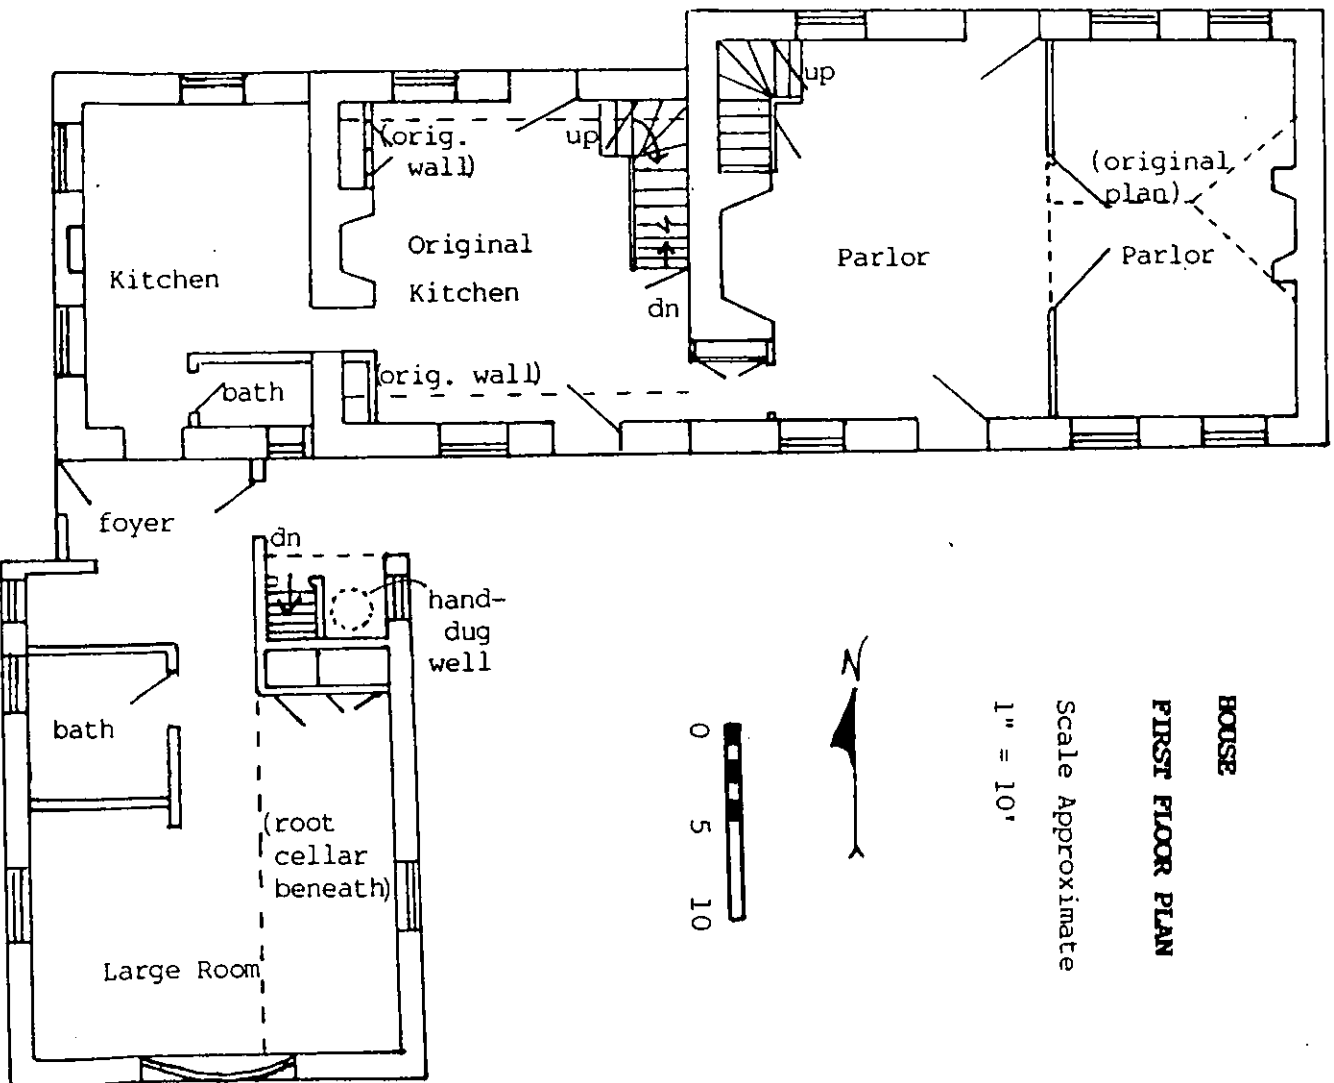 up
(orig.
wall)
up
(original
plan)
Original
Kitchen
Parlor
Parlor
Kitchen
dn
(orig. wall)
bath
foyer
dn
hand-
dug
well
bath
(root
cellar
beneath)
Large Room
N
0
5
10
HOUSE
FIRST FLOOR PLAN
Scale Approximate
1" = 10'